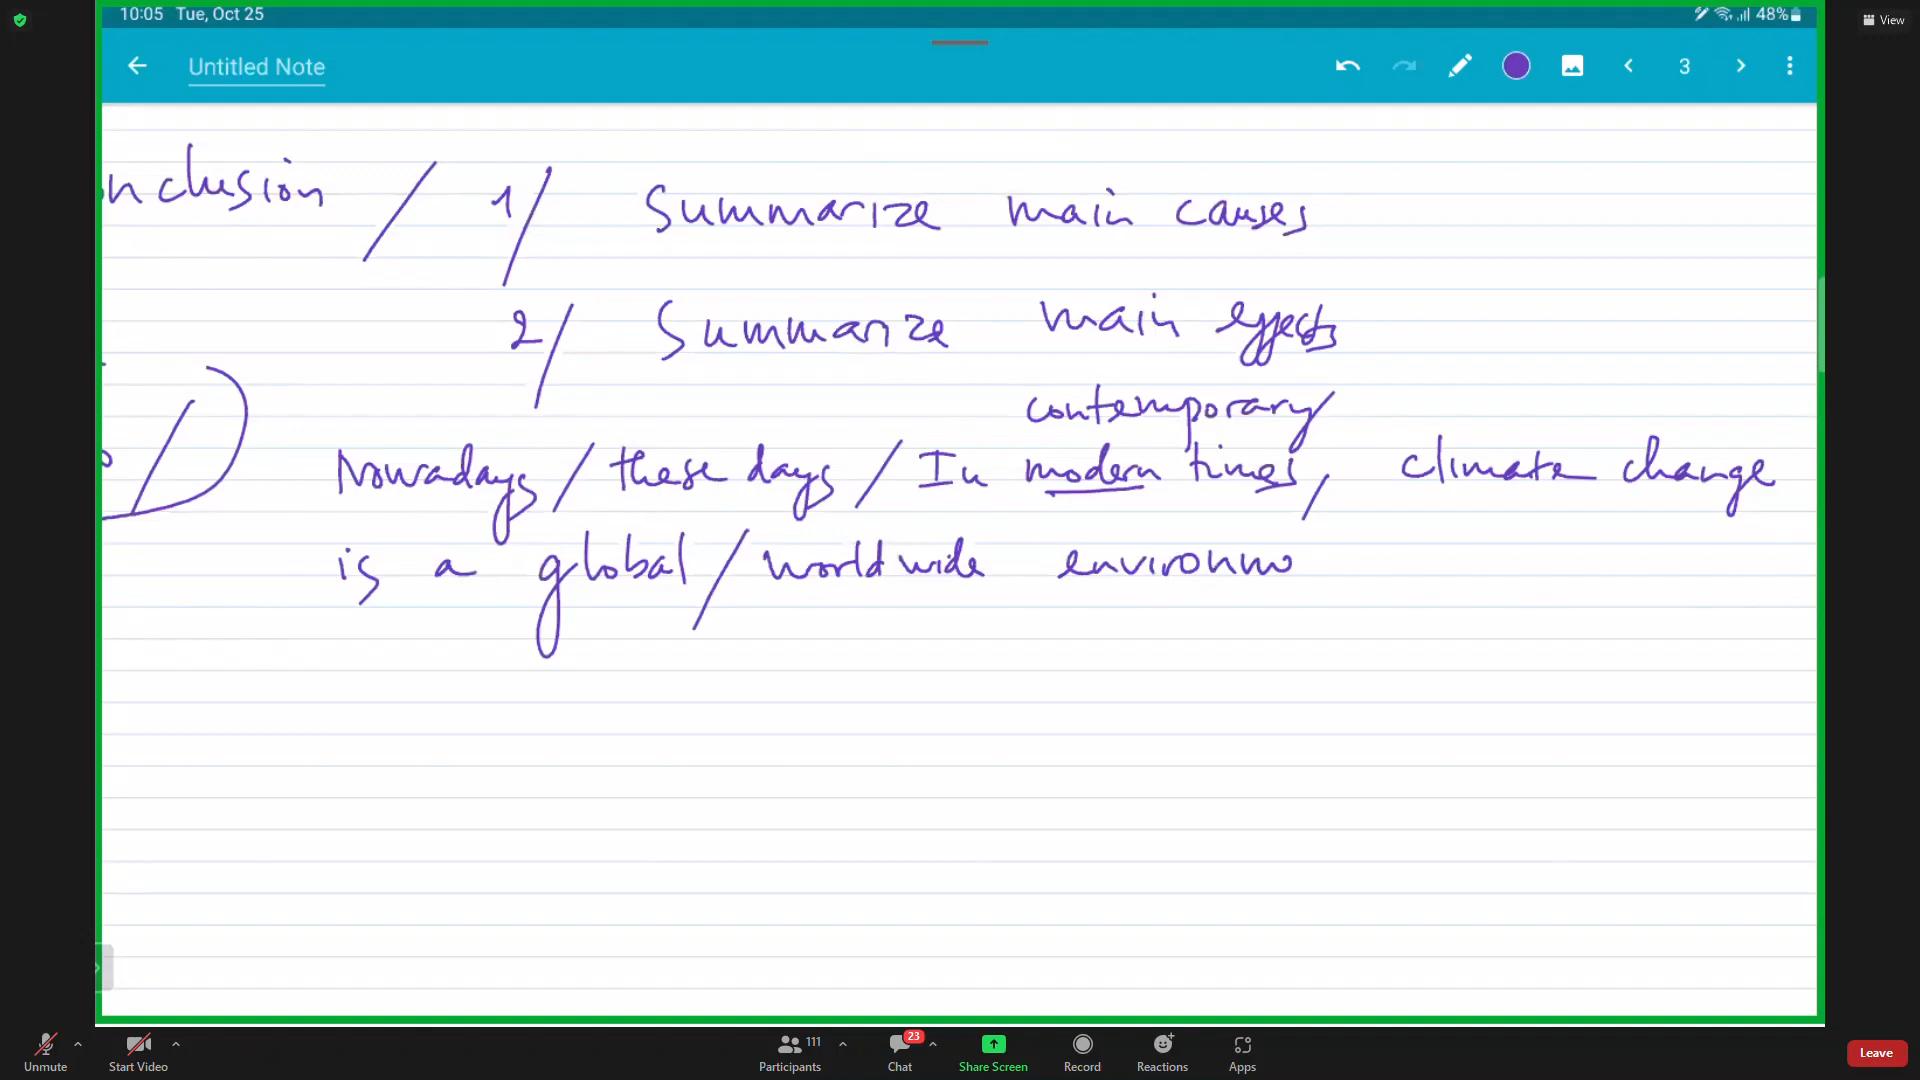 10:05 Tue, Oct 25 48%
View
Untitled Note 3
nclusion / 1/ Summarize main causes
2/ Summarize main effects
contemporary
Nowadays / these days / In modern times, climate change
is a global / worldwide environm
Unmute Start Video 111 Participants 23 Chat Share Screen Record Reactions Apps Leave